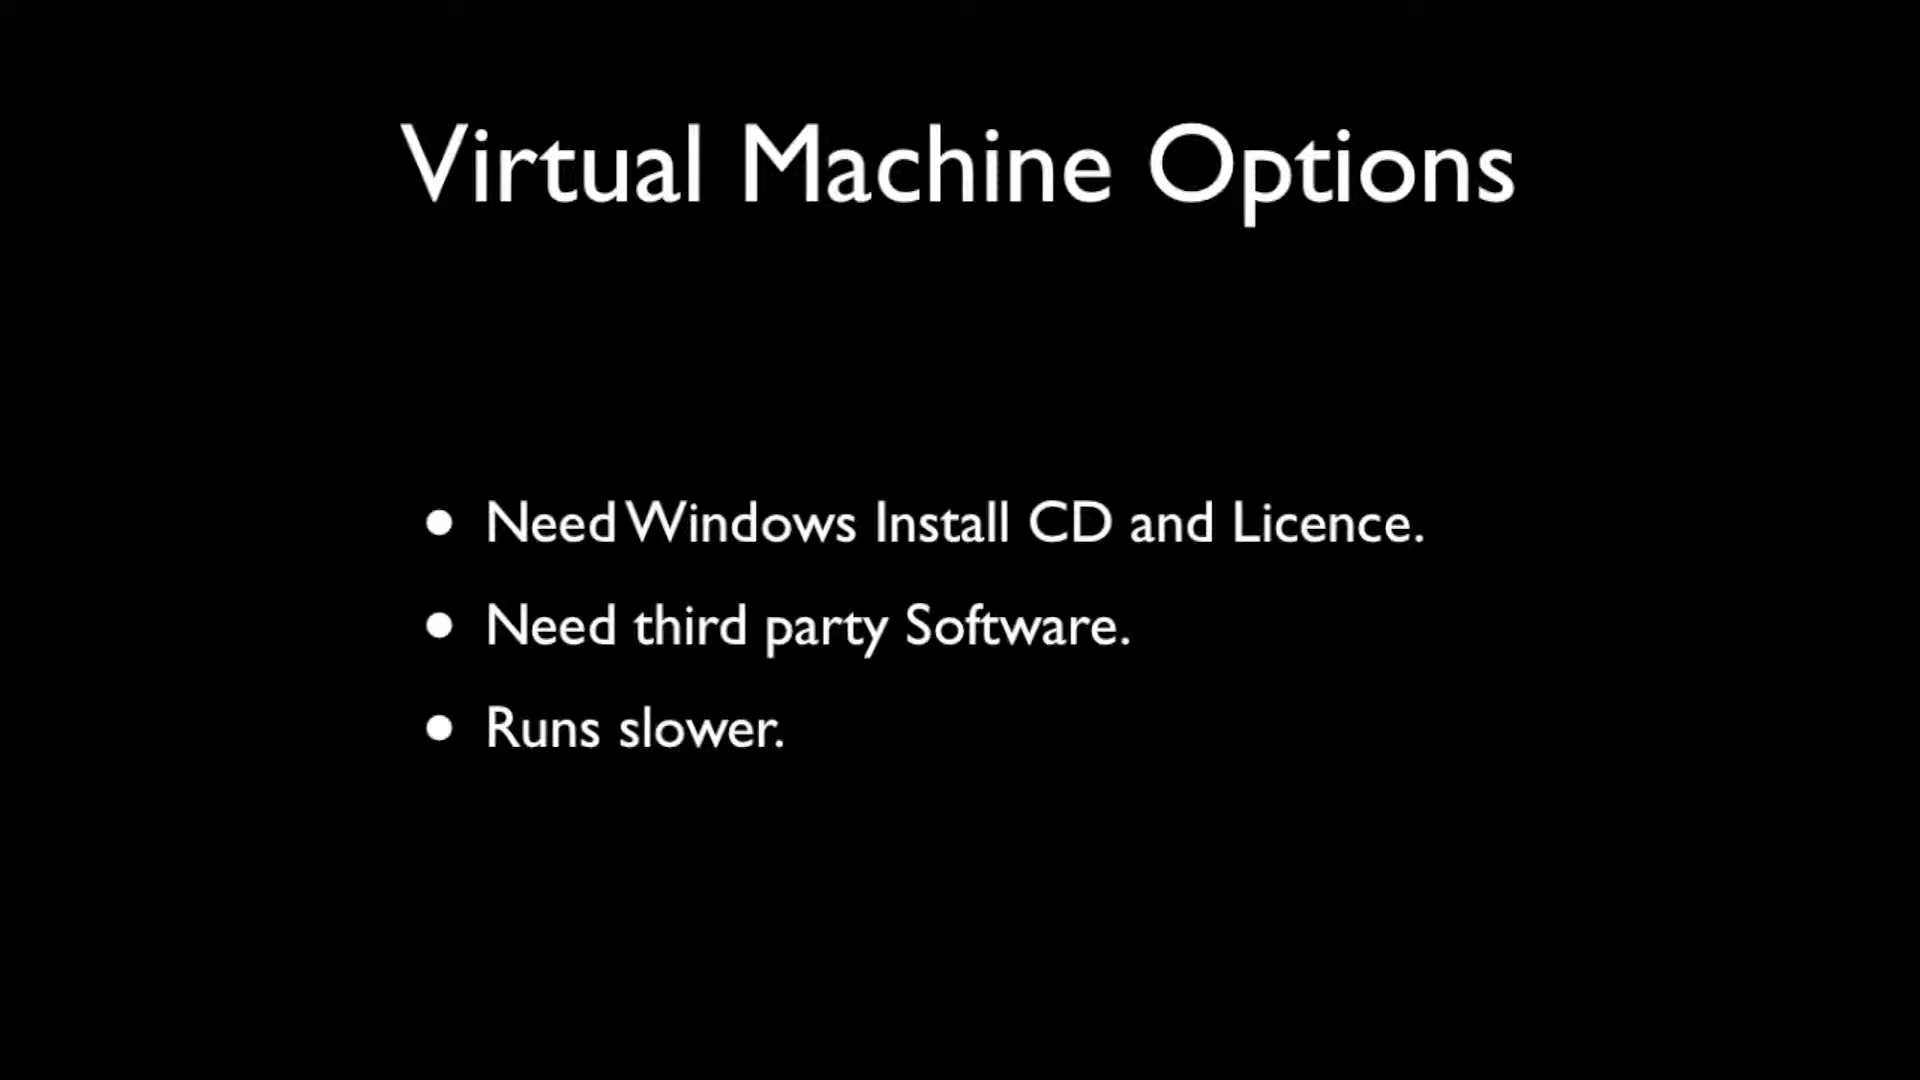 Virtual Machine Options
• Need Windows Install CD and Licence.
• Need third party Software.
• Runs slower.